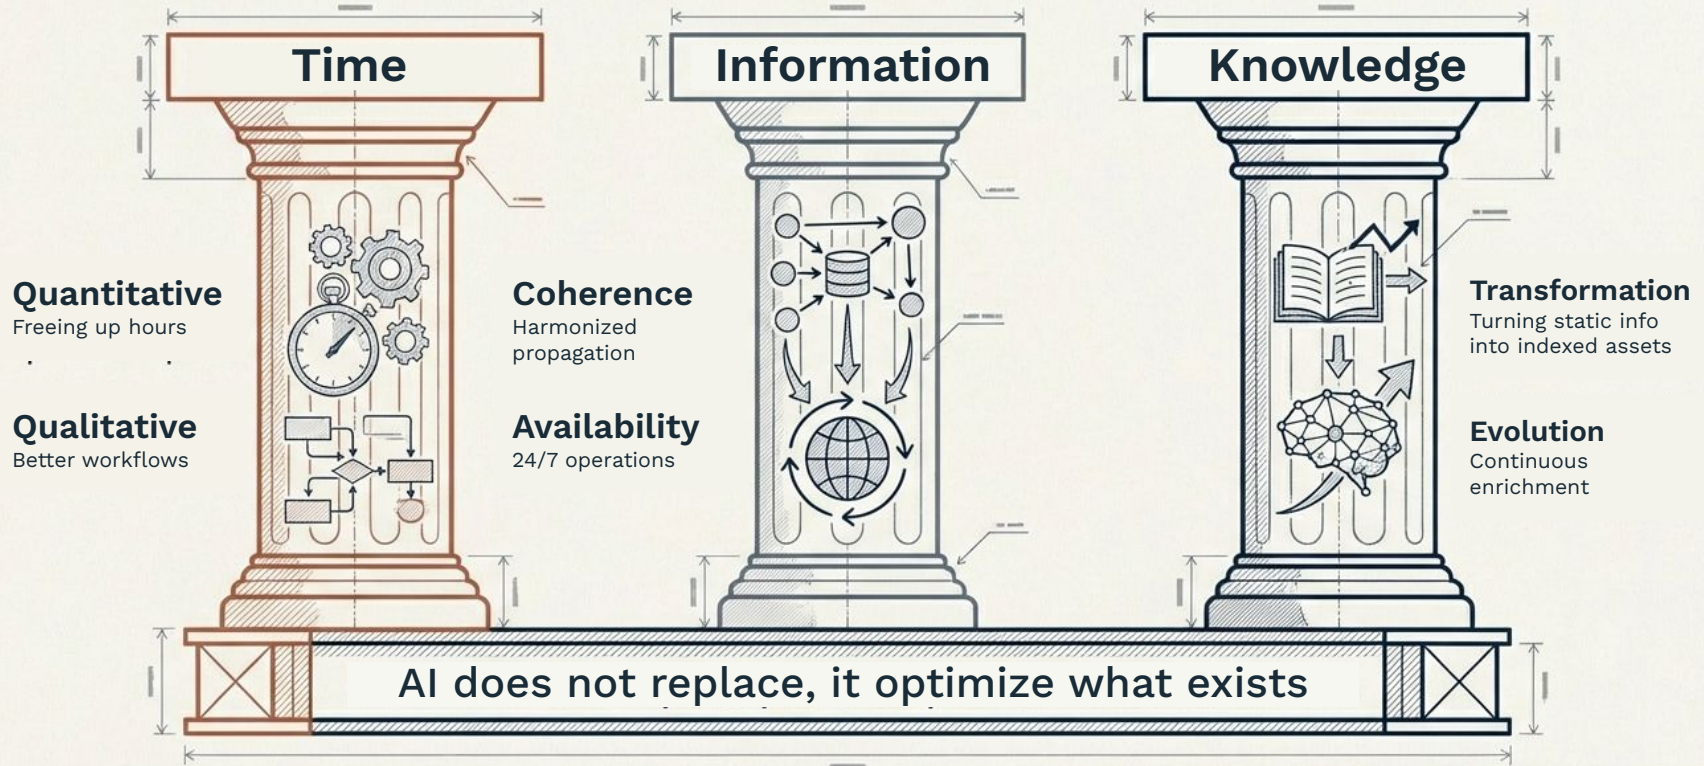 Time
Information
Knowledge
Quantitative
Freeing up hours
Qualitative
Better workflows
Coherence
Harmonized
propagation
Availability
24/7 operations
Transformation
Turning static info
into indexed assets
Evolution
Continuous
enrichment
AI does not replace, it optimize what exists